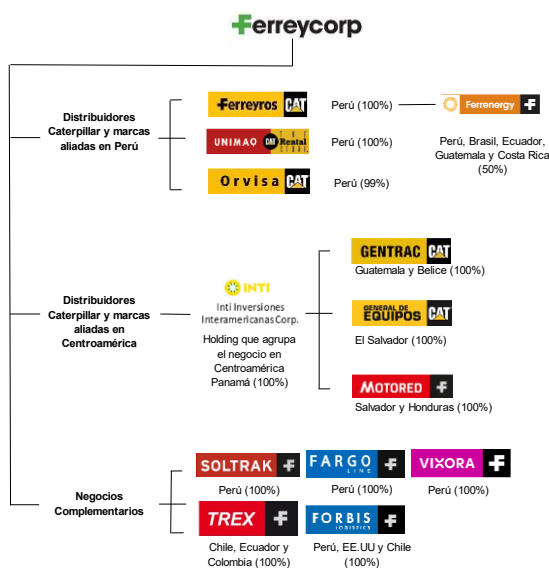 Ferreycorp
Distribuidores
Caterpillar y marcas
aliadas en Perú
Ferreyros CAT
Perú (100%)
Ferrenergy
Perú, Brasil, Ecuador,
Guatemala y Costa Rica
(50%)
UNIMAQ CAT THE Rental STORE
Perú (100%)
Orvisa CAT
Perú (99%)
Distribuidores
Caterpillar y marcas
aliadas en
Centroamérica
INTI
Inti Inversiones
Interamericanas Corp.
Holding que agrupa
el negocio en
Centroamérica
Panamá (100%)
GENTRAC CAT
Guatemala y Belice (100%)
GENERAL DE
EQUIPOS CAT
El Salvador (100%)
MOTORED
Salvador y Honduras (100%)
Negocios
Complementarios
SOLTRAK
Perú (100%)
FARGO
LINE
Perú (100%)
VIXORA
Perú (100%)
TREX
Chile, Ecuador y
Colombia (100%)
FORBIS
LOGISTICS
Perú, EE.UU y Chile
(100%)